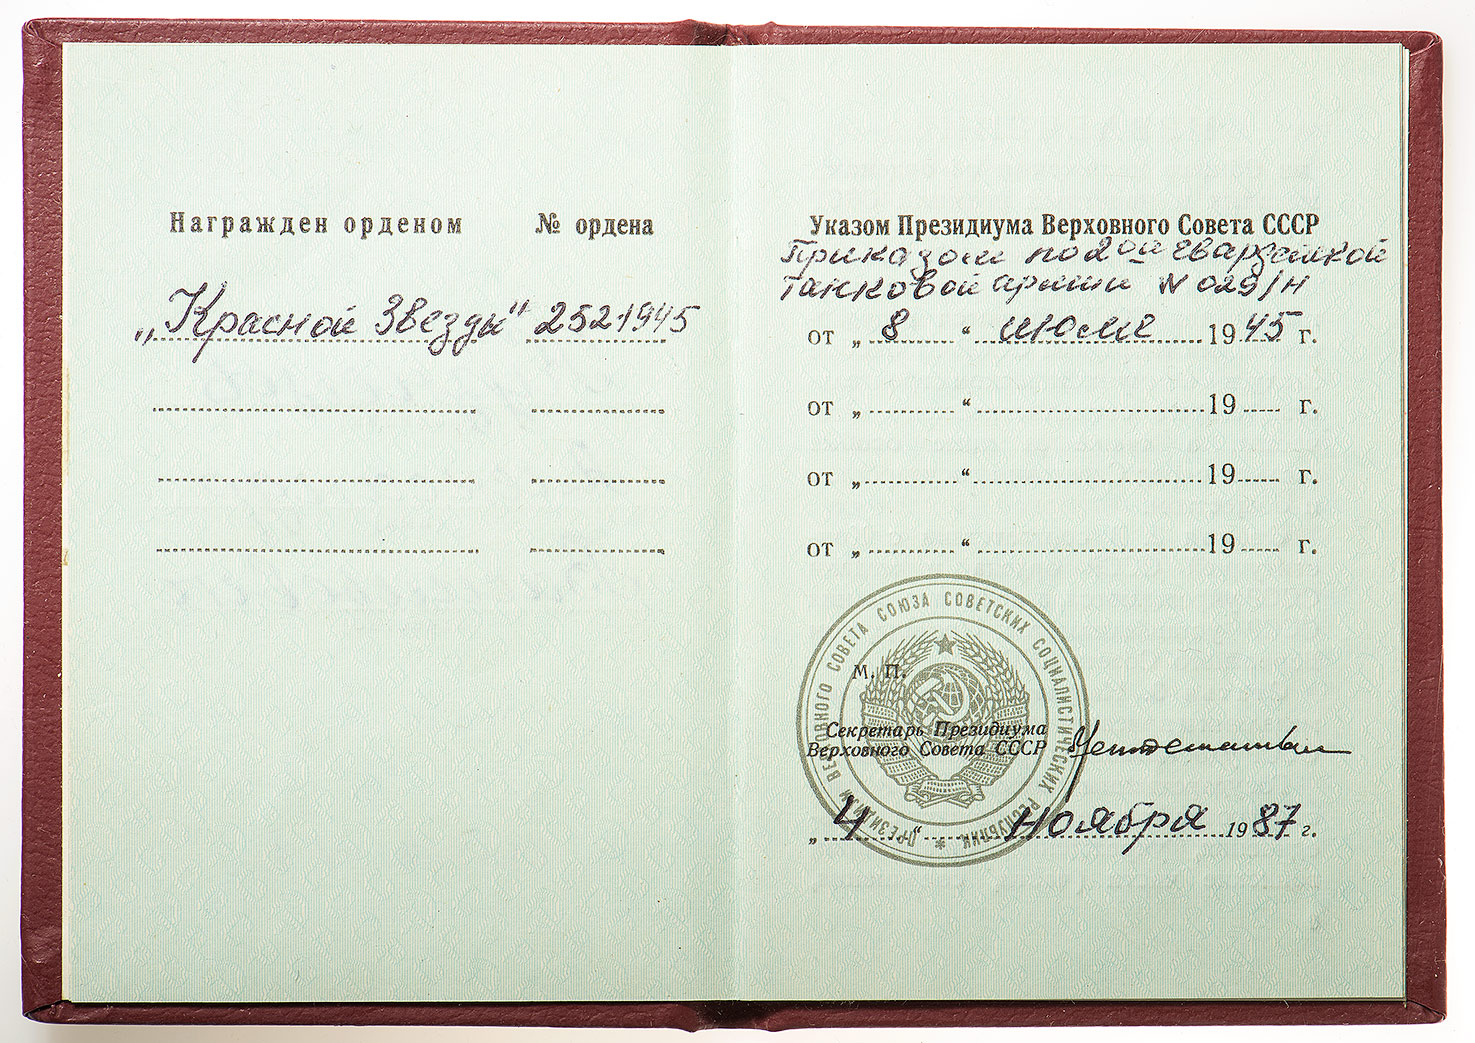 Награжден орденом № ордена
„Красной Звезды" 2521945
Указом Президиума Верховного Совета СССР
Приказом по 2ой гвардейской
танковой армии N 029/Н
от „ 8 “ июня 1945 г.
от „ “ 19 г.
от „ “ 19 г.
от „ “ 19 г.
ПРЕЗИДИУМ ВЕРХОВНОГО СОВЕТА СОЮЗА СОВЕТСКИХ СОЦИАЛИСТИЧЕСКИХ РЕСПУБЛИК *
М. П.
Секретарь Президиума
Верховного Совета СССР
„ 4 “ ноября 1987 г.